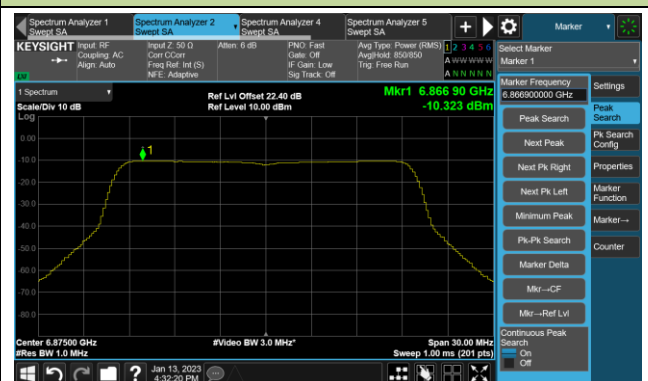 Spectrum Analyzer 1
Swept SA
Spectrum Analyzer 2
Swept SA
Spectrum Analyzer 4
Swept SA
Spectrum Analyzer 5
Swept SA
+
Marker
KEYSIGHT
Input: RF
Coupling: AC
Align: Auto
Input Z: 50 Ω
Corr CCorr
Freq Ref: Int (S)
NFE: Adaptive
Atten: 6 dB
PNO: Fast
Gate: Off
IF Gain: Low
Sig Track: Off
Avg Type: Power (RMS)
Avg|Hold: 850/850
Trig: Free Run
1 2 3 4 5 6
A W W W W W
A N N N N N
Select Marker
Marker 1
1 Spectrum
Scale/Div 10 dB
Log
Ref Lvl Offset 22.40 dB
Ref Level 10.00 dBm
Mkr1 6.866 90 GHz
-10.323 dBm
0.00
-10.0
-20.0
-30.0
-40.0
-50.0
-60.0
-70.0
-80.0
1
Center 6.87500 GHz
#Res BW 1.0 MHz
#Video BW 3.0 MHz*
Span 30.00 MHz
Sweep 1.00 ms (201 pts)
Marker Frequency
6.866900000 GHz
Peak Search
Next Peak
Next Pk Right
Next Pk Left
Minimum Peak
Pk-Pk Search
Marker Delta
Mkr→CF
Mkr→Ref Lvl
Continuous Peak
Search
On
Off
Settings
Peak
Search
Pk Search
Config
Properties
Marker
Function
Marker→
Counter
?
Jan 13, 2023
4:32:20 PM